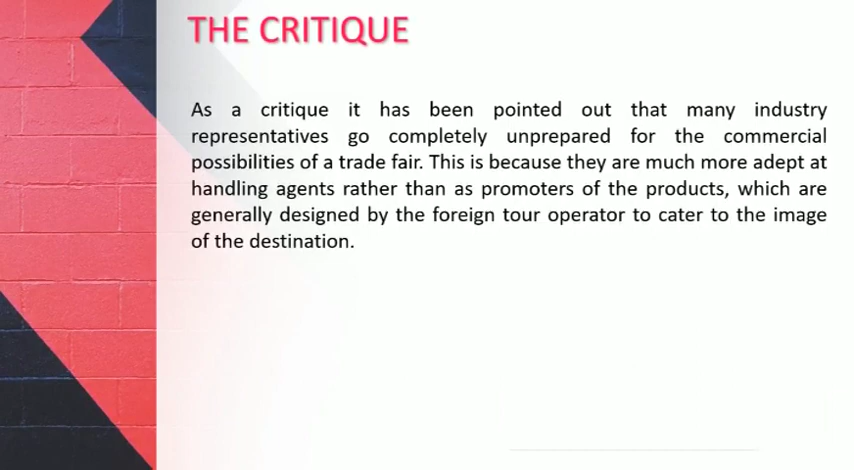 THE CRITIQUE
As a critique it has been pointed out that many industry
representatives go completely unprepared for the commercial
possibilities of a trade fair. This is because they are much more adept at
handling agents rather than as promoters of the products, which are
generally designed by the foreign tour operator to cater to the image
of the destination.